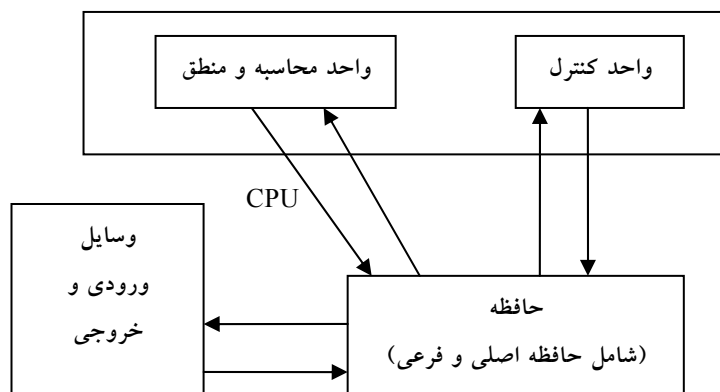 واحد کنترل
واحد محاسبه و منطق
CPU
وسایل
ورودی و
خروجی
حافظه
(شامل حافظه اصلی و فرعی)